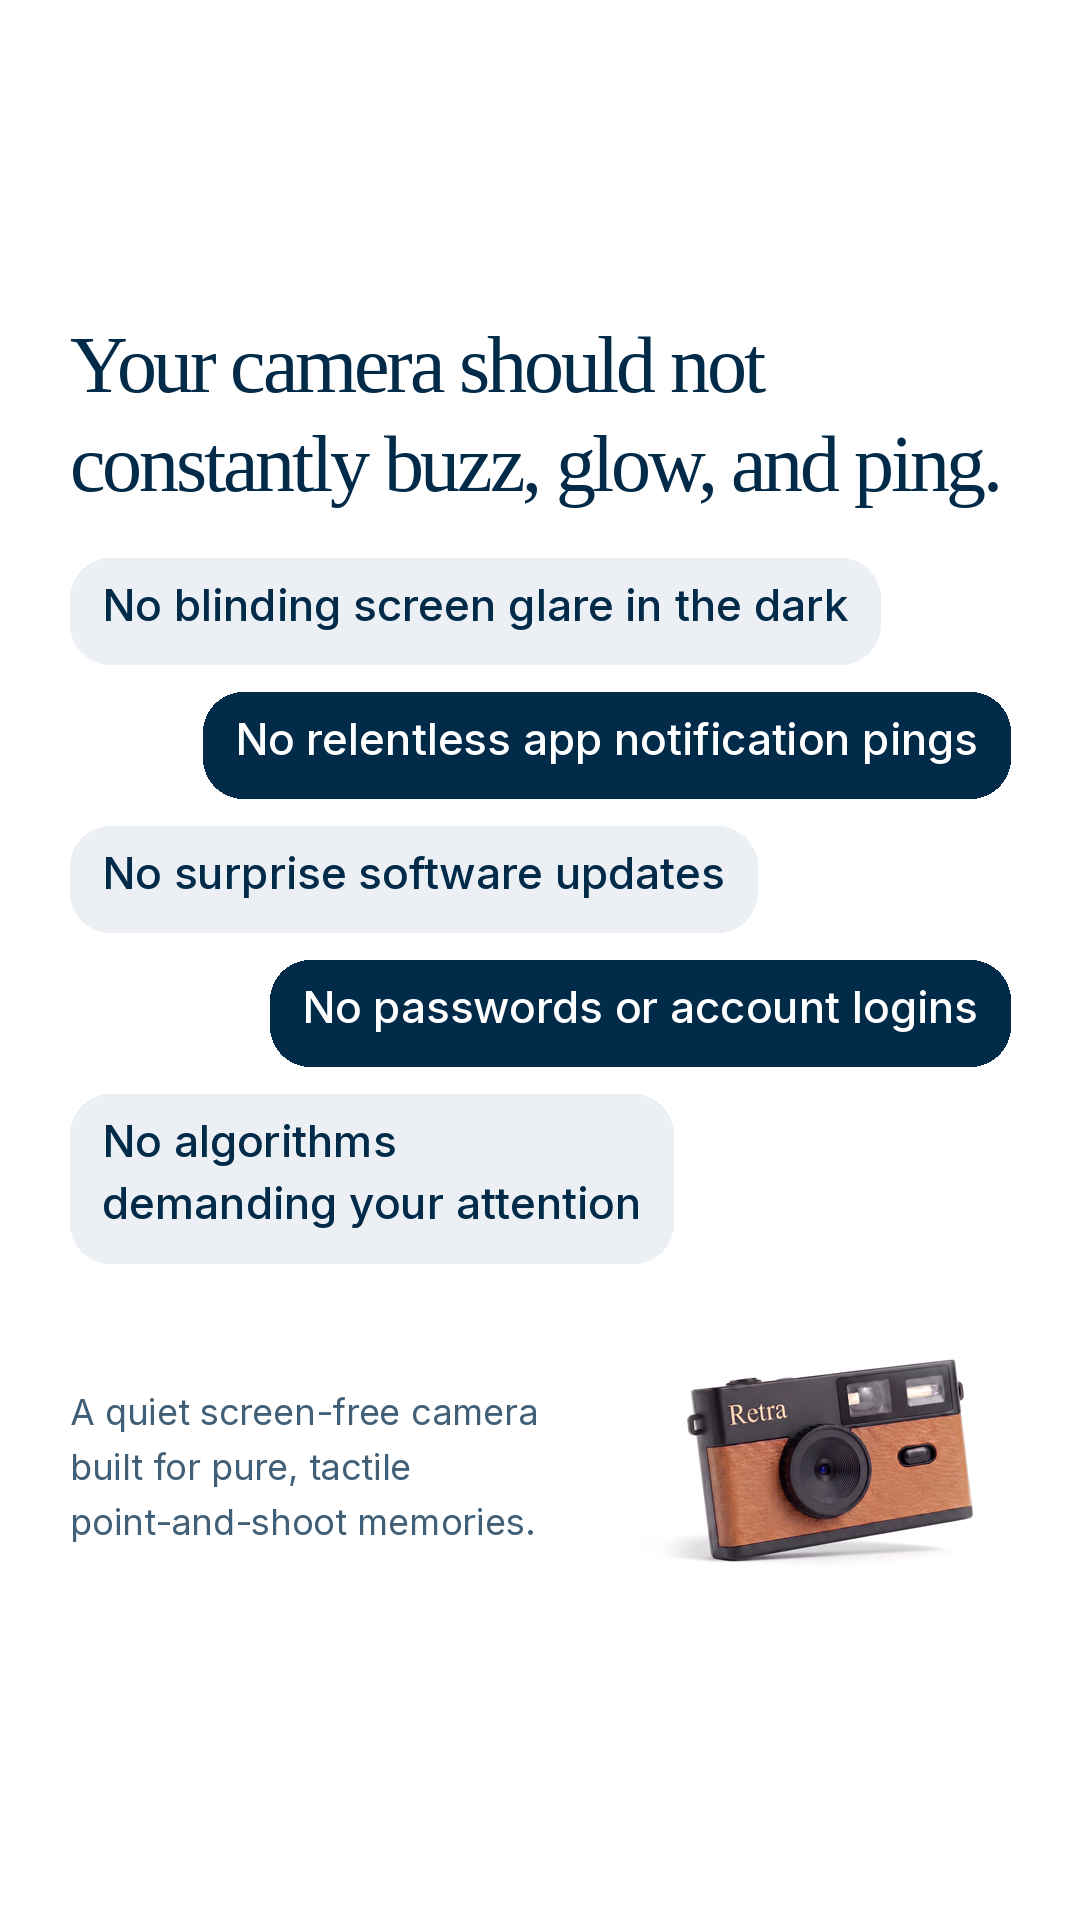 Your camera should not
constantly buzz, glow, and ping.
No blinding screen glare in the dark
No relentless app notification pings
No surprise software updates
No passwords or account logins
No algorithms
demanding your attention
A quiet screen-free camera
built for pure, tactile
point-and-shoot memories.
Retra